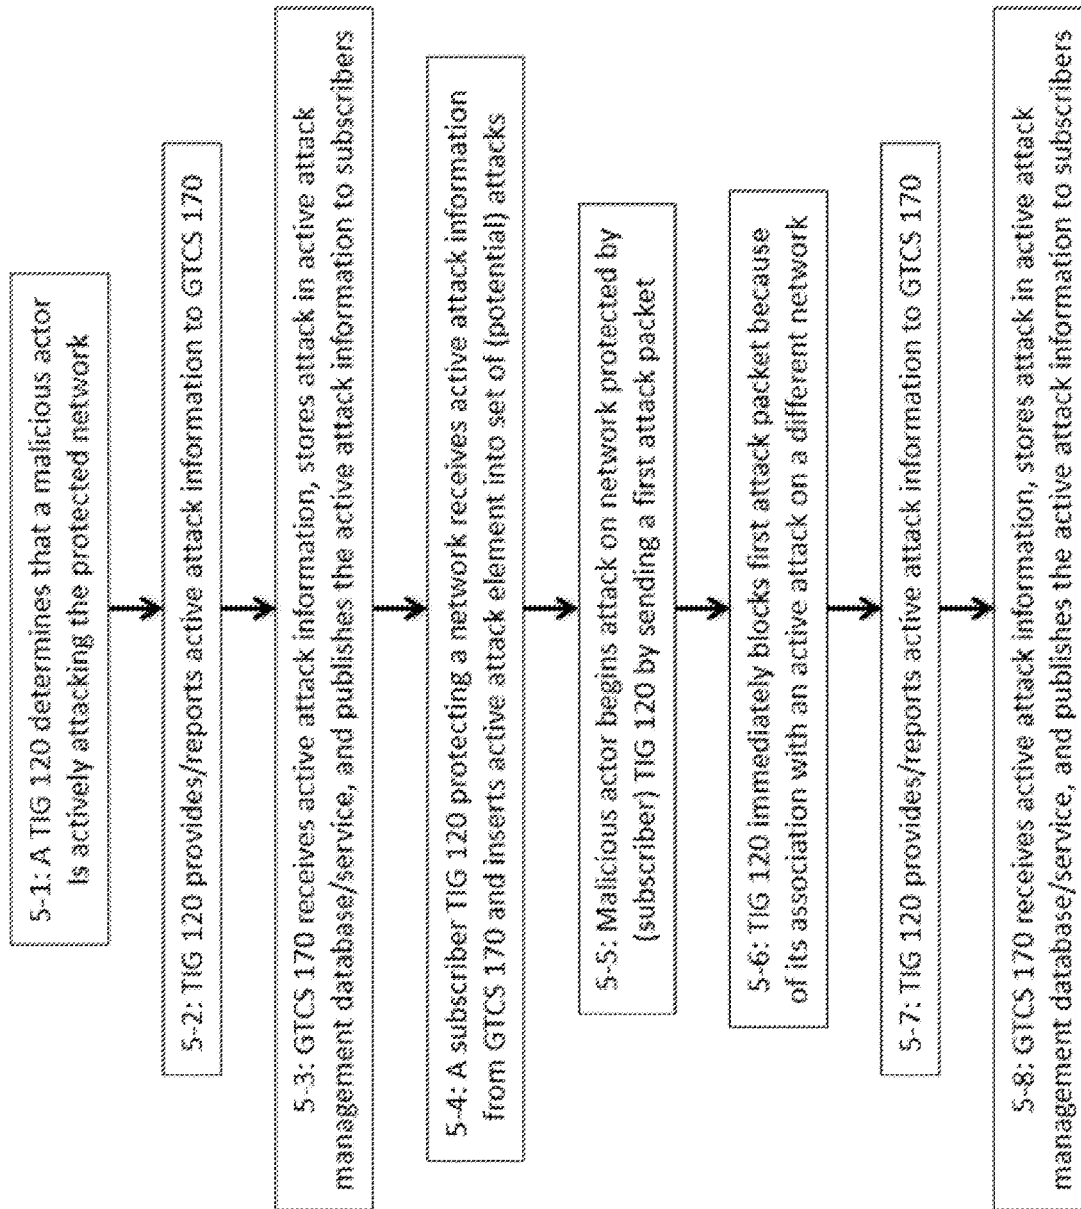 5-1: A TIG 120 determines that a malicious actor
is actively attacking the protected network
5-2: TIG 120 provides/reports active attack information to GTCS 170
5-3: GTCS 170 receives active attack information, stores attack in active attack
management database/service, and publishes the active attack information to subscribers
5-4: A subscriber TIG 120 protecting a network receives active attack information
from GTCS 170 and inserts active attack element into set of (potential) attacks
5-5: Malicious actor begins attack on network protected by
(subscriber) TIG 120 by sending a first attack packet
5-6: TIG 120 immediately blocks first attack packet because
of its association with an active attack on a different network
5-7: TIG 120 provides/reports active attack information to GTCS 170
5-8: GTCS 170 receives active attack information, stores attack in active attack
management database/service, and publishes the active attack information to subscribers